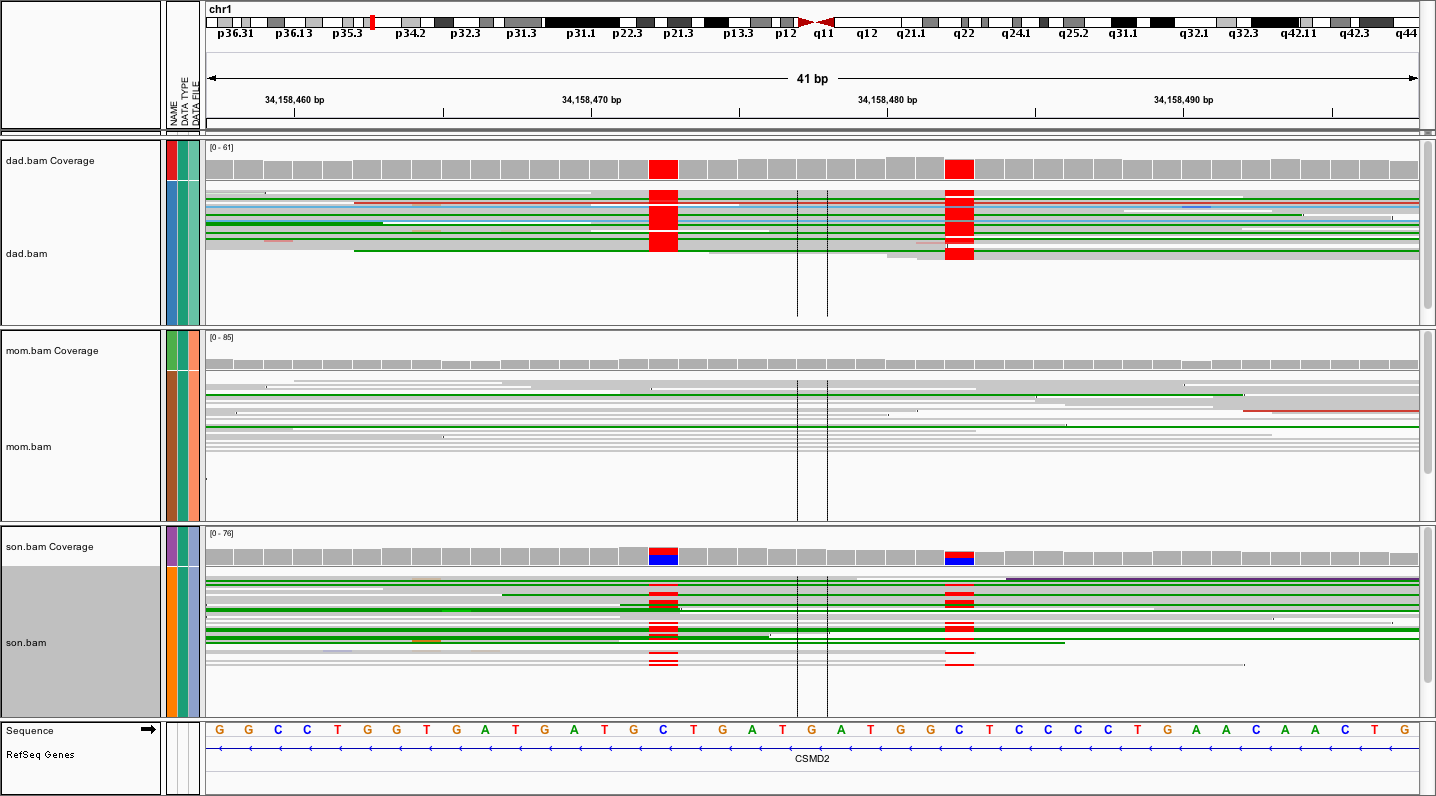 chr1
p36.31 p36.13 p35.3 p34.2 p32.3 p31.3 p31.1 p22.3 p21.3 p13.3 p12 q11 q12 q21.1 q22 q24.1 q25.2 q31.1 q32.1 q32.3 q42.11 q42.3 q44
41 bp
34,158,460 bp 34,158,470 bp 34,158,480 bp 34,158,490 bp
NAME
DATA TYPE
DATA FILE
[0 - 61]
dad.bam Coverage
dad.bam
[0 - 85]
mom.bam Coverage
mom.bam
[0 - 76]
son.bam Coverage
son.bam
Sequence
G G C C T G G T G A T G A T G C T G A T G A T G G C T C C C C T G A A C A A C T G
RefSeq Genes
CSMD2